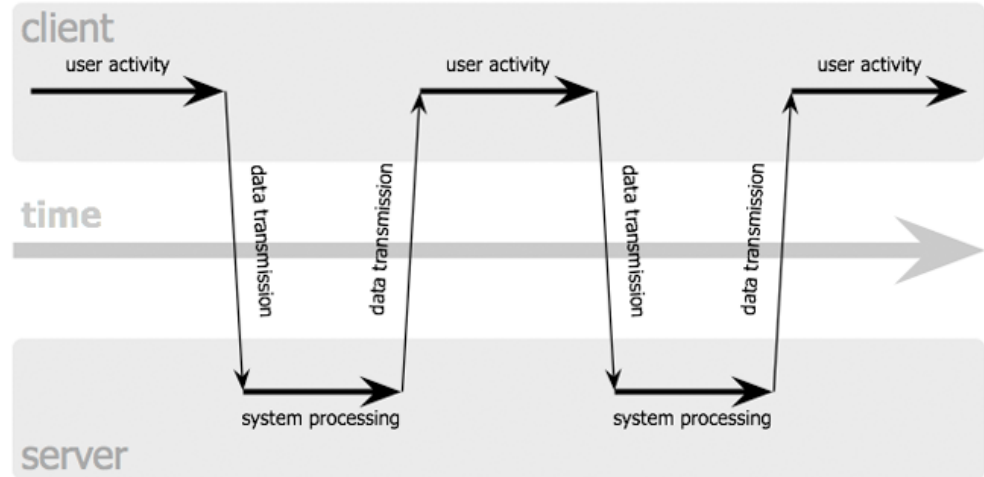 client
user activity
user activity
user activity
data transmission
data transmission
data transmission
data transmission
time
system processing
system processing
server